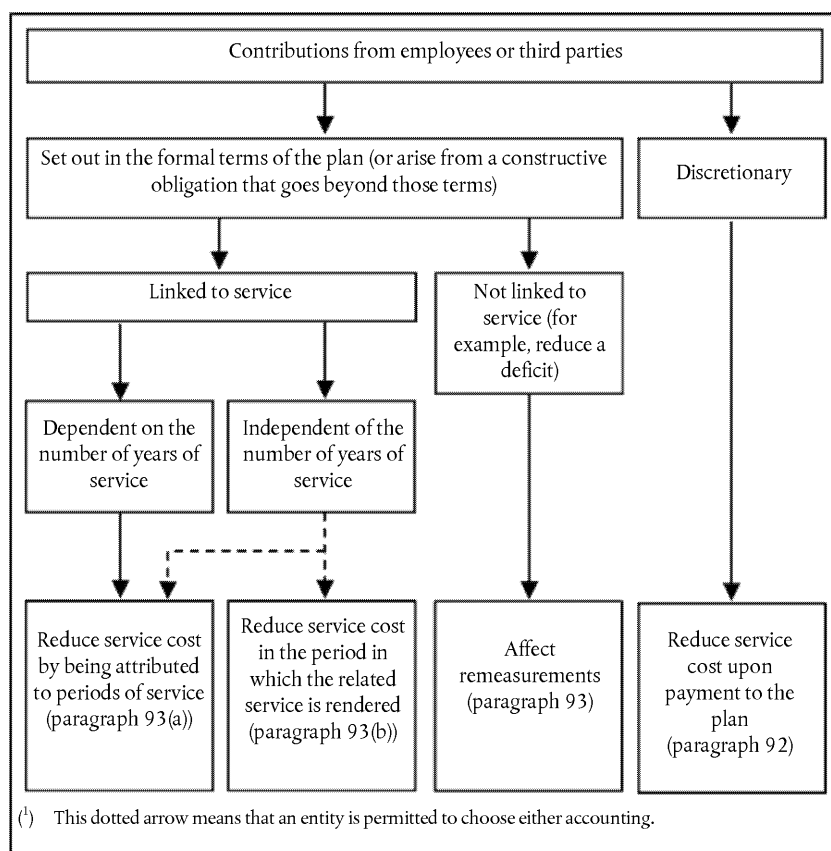 Contributions from employees or third parties
Set out in the formal terms of the plan (or arise from a constructive
obligation that goes beyond those terms)
Discretionary
Linked to service
Not linked to
service (for
example, reduce a
deficit)
Dependent on the
number of years of
service
Independent of the
number of years of
service
Reduce service cost
by being attributed
to periods of service
(paragraph 93(a))
Reduce service cost
in the period in
which the related
service is rendered
(paragraph 93(b))
Affect
remeasurements
(paragraph 93)
Reduce service
cost upon
payment to the
plan
(paragraph 92)
(¹) This dotted arrow means that an entity is permitted to choose either accounting.